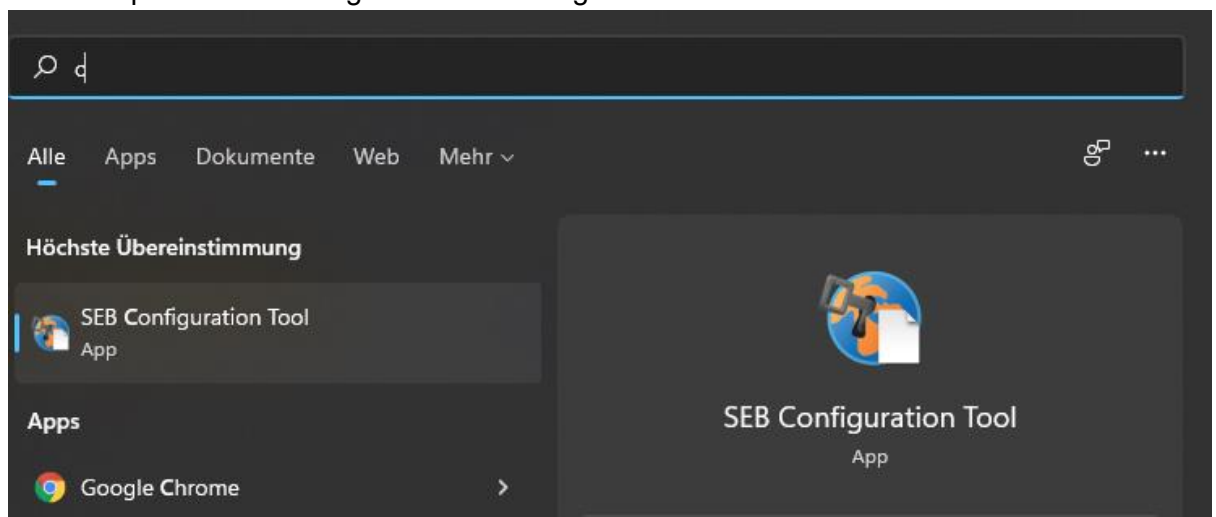 c
Alle Apps Dokumente Web Mehr
Höchste Übereinstimmung
SEB Configuration Tool
App
Apps
Google Chrome
SEB Configuration Tool
App